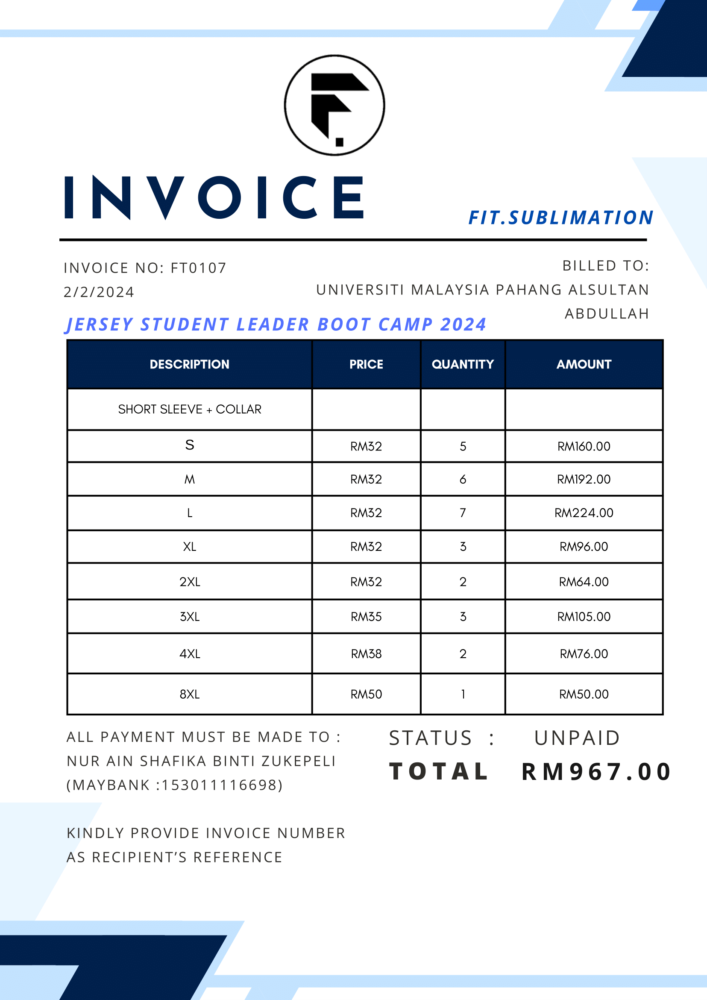 F.
INVOICE
FIT.SUBLIMATION
INVOICE NO: FT0107
2/2/2024
BILLED TO:
UNIVERSITI MALAYSIA PAHANG ALSULTAN
ABDULLAH
JERSEY STUDENT LEADER BOOT CAMP 2024
DESCRIPTION PRICE QUANTITY AMOUNT
SHORT SLEEVE + COLLAR
S RM32 5 RM160.00
M RM32 6 RM192.00
L RM32 7 RM224.00
XL RM32 3 RM96.00
2XL RM32 2 RM64.00
3XL RM35 3 RM105.00
4XL RM38 2 RM76.00
8XL RM50 1 RM50.00
ALL PAYMENT MUST BE MADE TO :
NUR AIN SHAFIKA BINTI ZUKEPELI
(MAYBANK :153011116698)
STATUS : UNPAID
TOTAL RM967.00
KINDLY PROVIDE INVOICE NUMBER
AS RECIPIENT’S REFERENCE